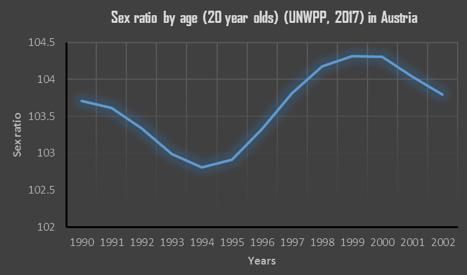 Sex ratio by age (20 year olds) (UNWPP, 2017) in Austria
104.5
104
103.5
103
102.5
102
Sex ratio
1990 1991 1992 1993 1994 1995 1996 1997 1998 1999 2000 2001 2002
Years